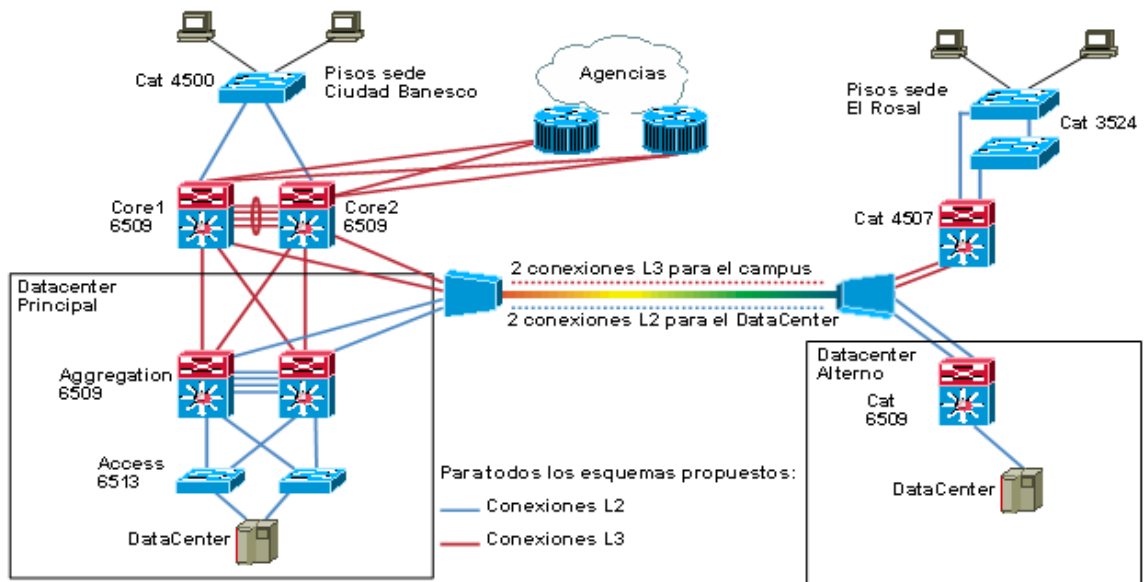 Cat 4500
Pisos sede
Ciudad Banesco
Agencias
Pisos sede
El Rosal
Cat 3524
Core1
6509
Core2
6509
Cat 4507
2 conexiones L3 para el campus
2 conexiones L2 para el DataCenter
Datacenter
Principal
Aggregation
6509
Access
6513
DataCenter
Datacenter
Alterno
Cat
6509
DataCenter
Para todos los esquemas propuestos:
Conexiones L2
Conexiones L3